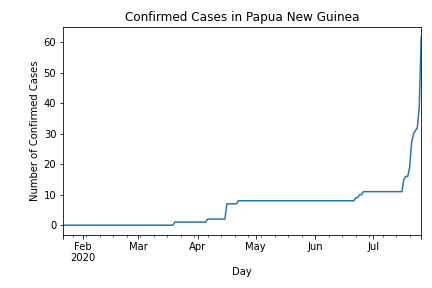 Confirmed Cases in Papua New Guinea
60
50
40
30
20
10
0
Number of Confirmed Cases
Feb
2020
Mar
Apr
May
Jun
Jul
Day